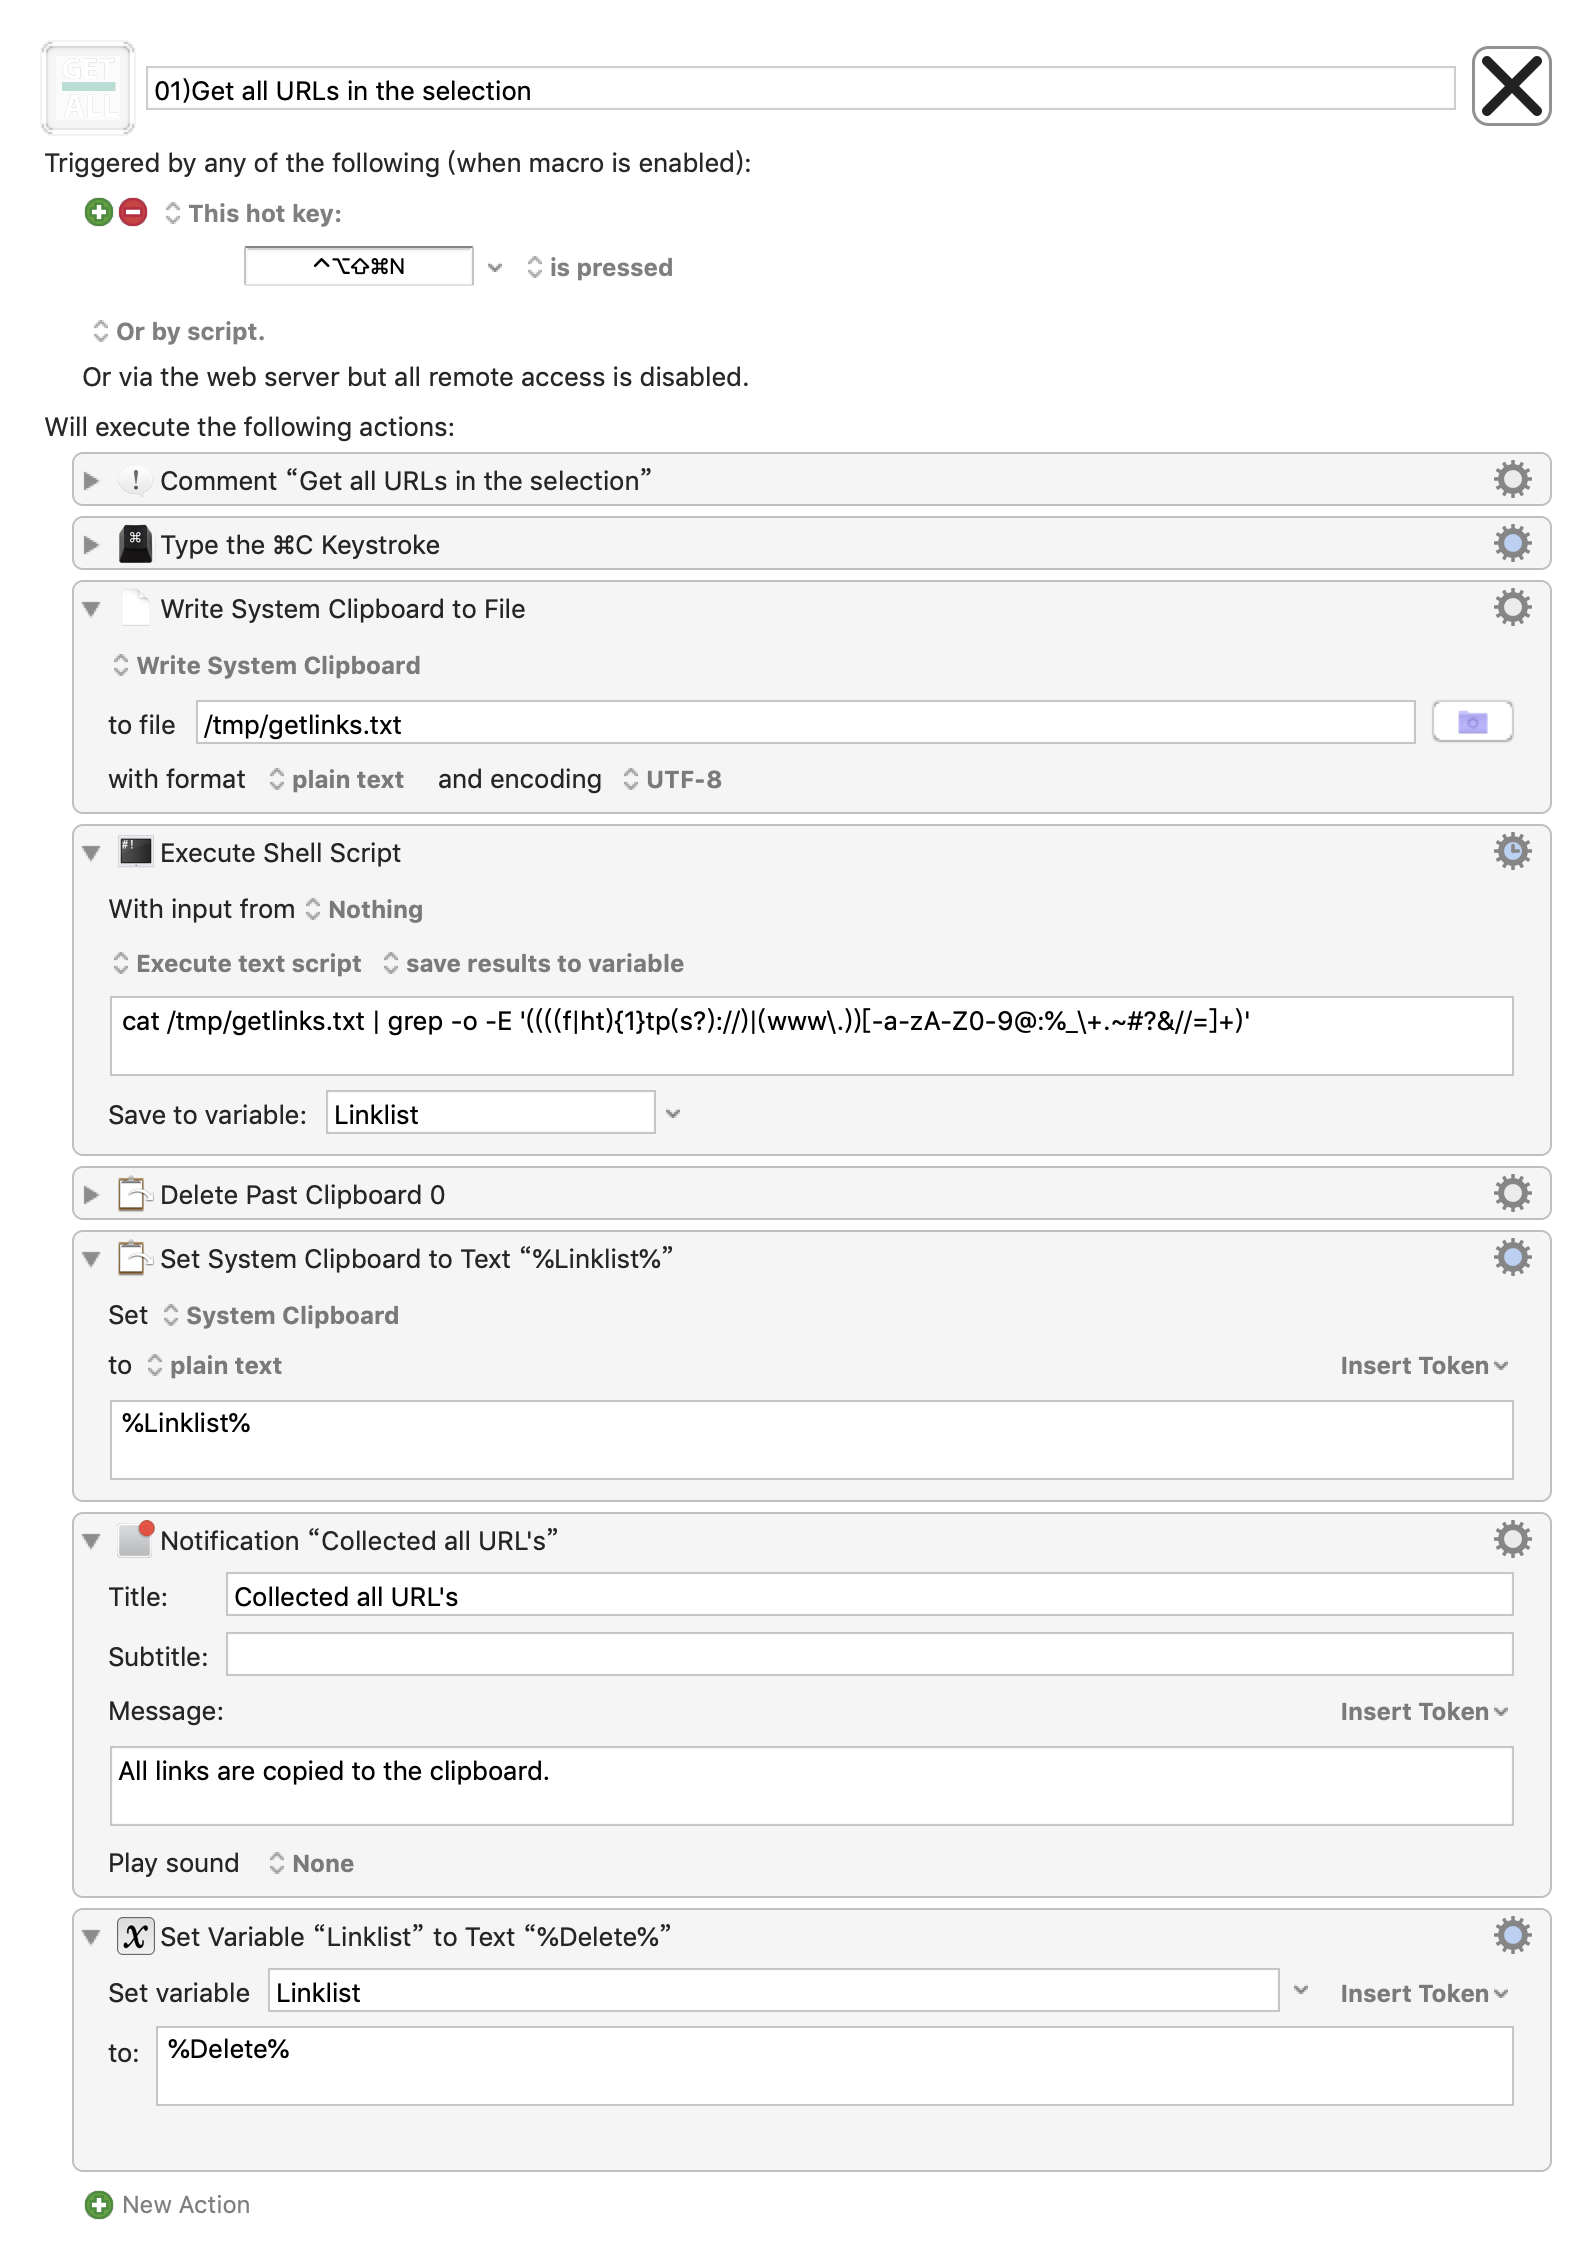 GET
ALL
01)Get all URLs in the selection
Triggered by any of the following (when macro is enabled):
This hot key:
^⌥⇧⌘N is pressed
Or by script.
Or via the web server but all remote access is disabled.
Will execute the following actions:
Comment “Get all URLs in the selection”
⌘ Type the ⌘C Keystroke
Write System Clipboard to File
Write System Clipboard
to file /tmp/getlinks.txt
with format plain text and encoding UTF-8
#! Execute Shell Script
With input from Nothing
Execute text script save results to variable
cat /tmp/getlinks.txt | grep -o -E '((((f|ht){1}tp(s?)://)|(www\.))[-a-zA-Z0-9@:%_\+.~#?&//=]+)'
Save to variable: Linklist
Delete Past Clipboard 0
Set System Clipboard to Text “%Linklist%”
Set System Clipboard
to plain text Insert Token
%Linklist%
Notification “Collected all URL's”
Title: Collected all URL's
Subtitle:
Message: Insert Token
All links are copied to the clipboard.
Play sound None
x Set Variable “Linklist” to Text “%Delete%”
Set variable Linklist Insert Token
to: %Delete%
New Action